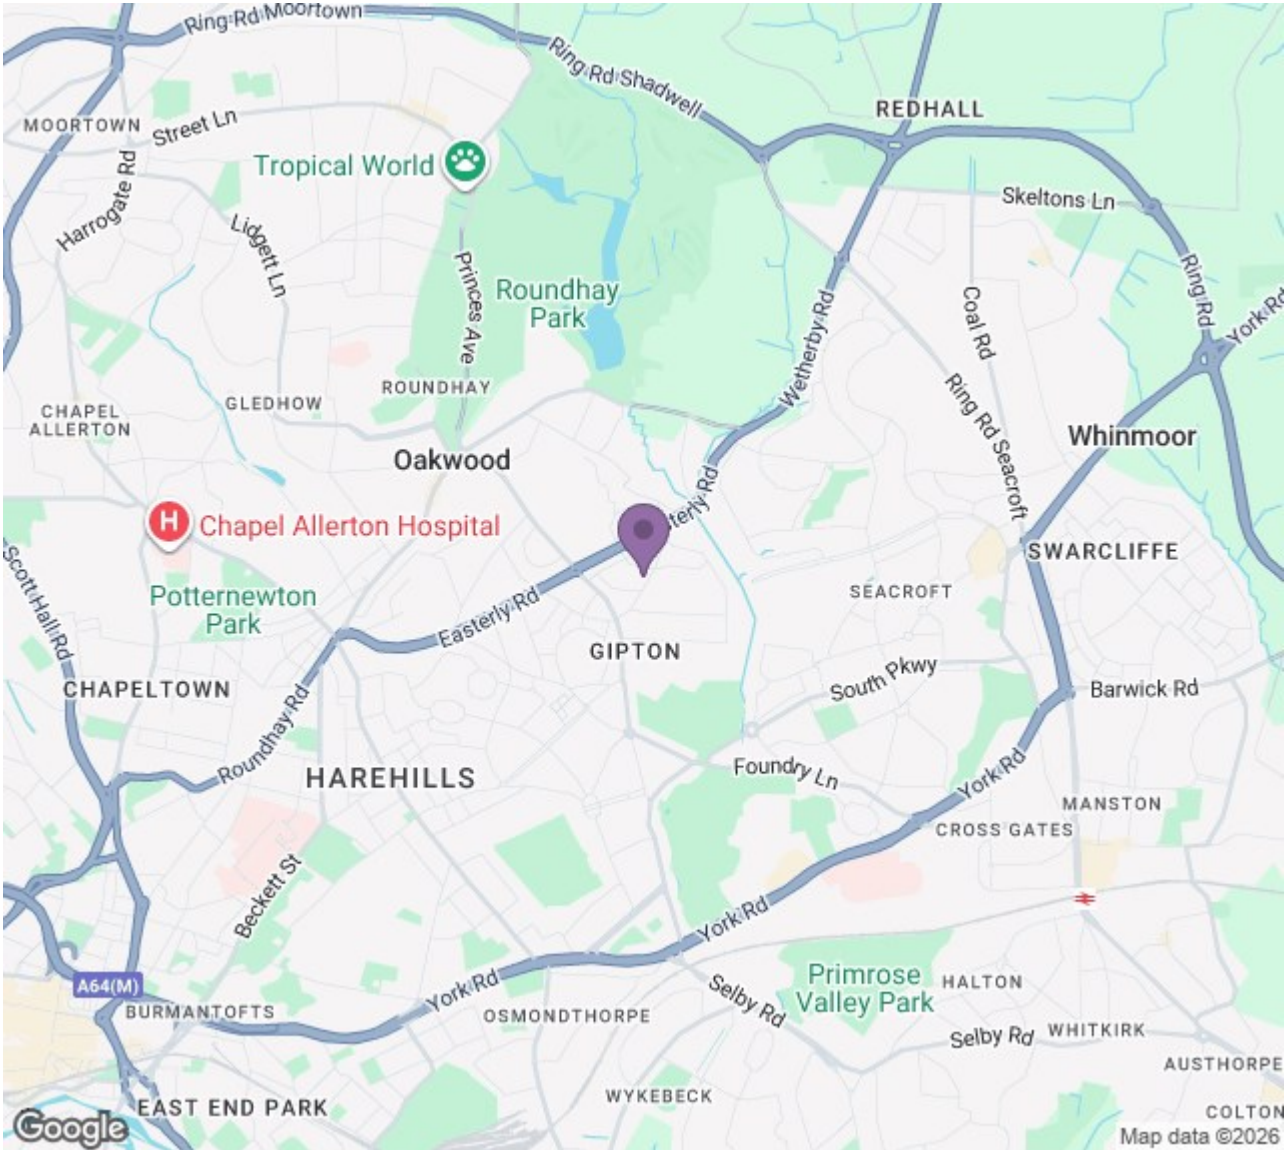 Ring Rd Moortown
Ring Rd Shadwell
REDHALL
MOORTOWN
Street Ln
Tropical World
Skeltons Ln
Harrogate Rd
Lidgett Ln
Princes Ave
Roundhay
Park
Wetherby Rd
Coal Rd
Ring Rd
York Rd
ROUNDHAY
GLEDHOW
CHAPEL
ALLERTON
Ring Rd Seacroft
Whinmoor
Oakwood
Chapel Allerton Hospital
terly Rd
SWARCLIFFE
Scott Hall Rd
Potternewton
Park
Easterly Rd
SEACROFT
GIPTON
South Pkwy
CHAPELTOWN
Barwick Rd
Roundhay Rd
HAREHILLS
Foundry Ln
York Rd
MANSTON
CROSS GATES
Beckett St
York Rd
A64(M)
York Rd
Selby Rd
Primrose
Valley Park
HALTON
BURMANTOFTS
OSMONDTHORPE
Selby Rd
WHITKIRK
AUSTHORPE
WYKEBECK
EAST END PARK
COLTON
Google
Map data ©2026